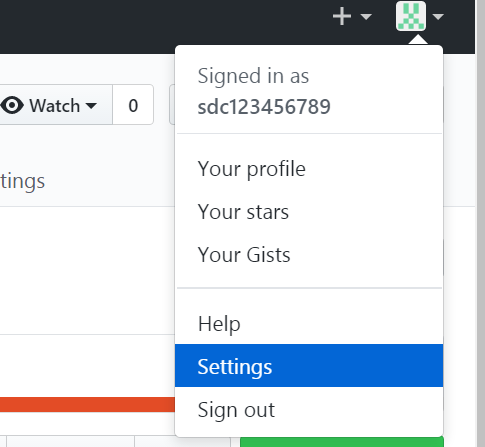 Watch
0
tings
Signed in as
sdc123456789
Your profile
Your stars
Your Gists
Help
Settings
Sign out